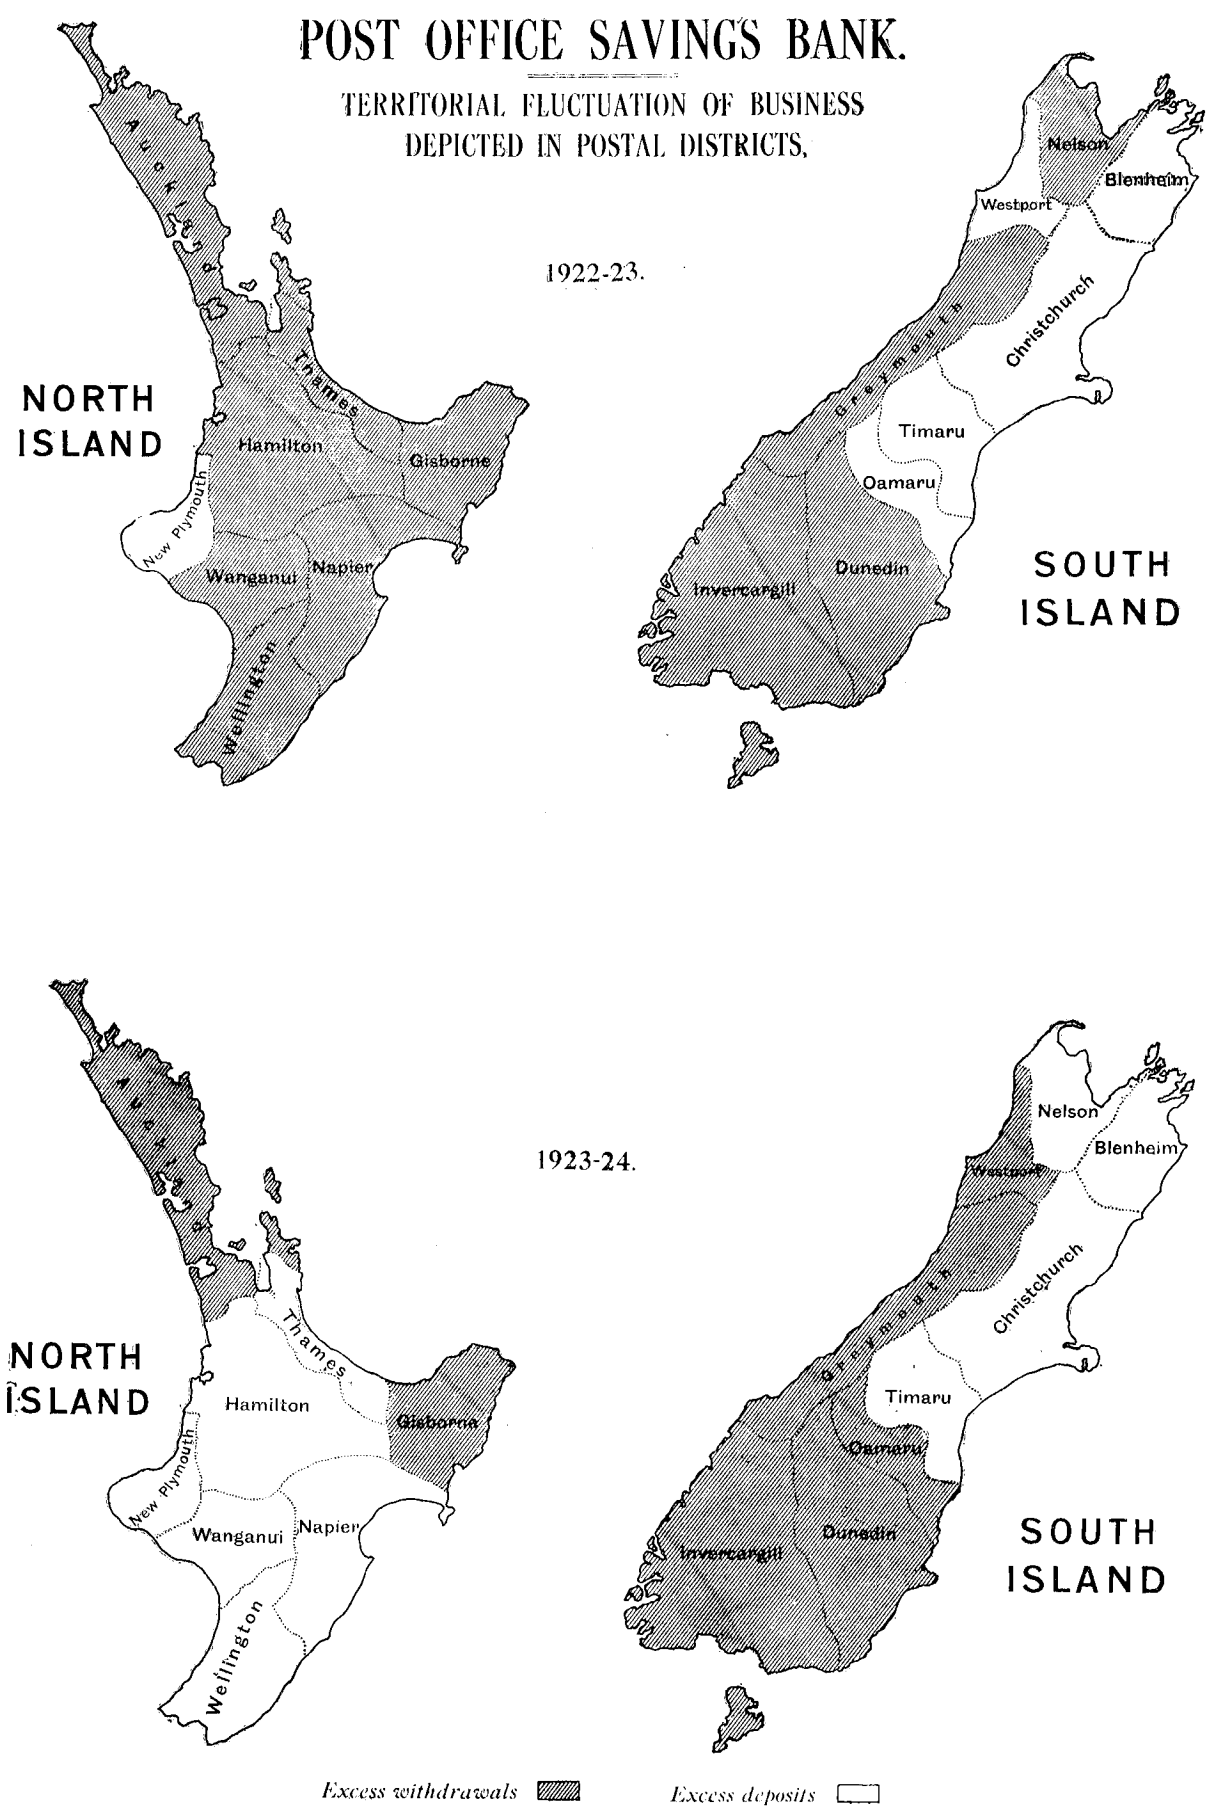 POST OFFICE SAVINGS BANK.
TERRITORIAL FLUCTUATION OF BUSINESS
DEPICTED IN POSTAL DISTRICTS,
1922-23.
NORTH
ISLAND
Auckland
Thames
Hamilton
Gisborne
New Plymouth
Wanganui
Napier
Wellington
Nelson
Blenheim
Westport
Christchurch
Greymouth
Timaru
Oamaru
Dunedin
Invercargill
SOUTH
ISLAND
1923-24.
NORTH
ISLAND
Auckland
Thames
Hamilton
Gisborne
New Plymouth
Wanganui
Napier
Wellington
Nelson
Blenheim
Westport
Christchurch
Greymouth
Timaru
Oamaru
Dunedin
Invercargill
SOUTH
ISLAND
Excess withdrawals
Excess deposits